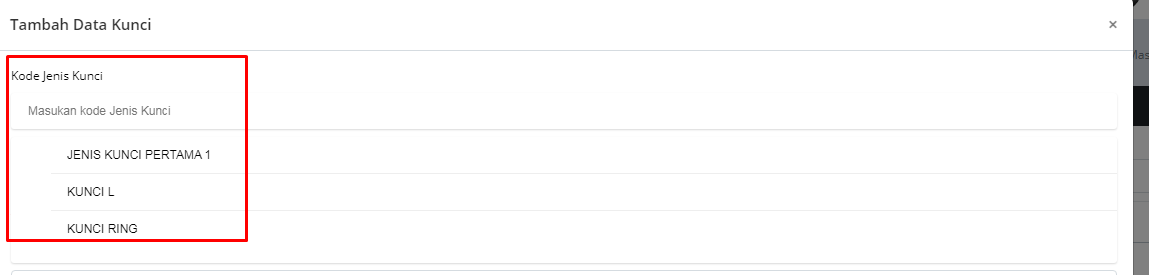 Tambah Data Kunci
×
Kode Jenis Kunci
Masukan kode Jenis Kunci
JENIS KUNCI PERTAMA 1
KUNCI L
KUNCI RING